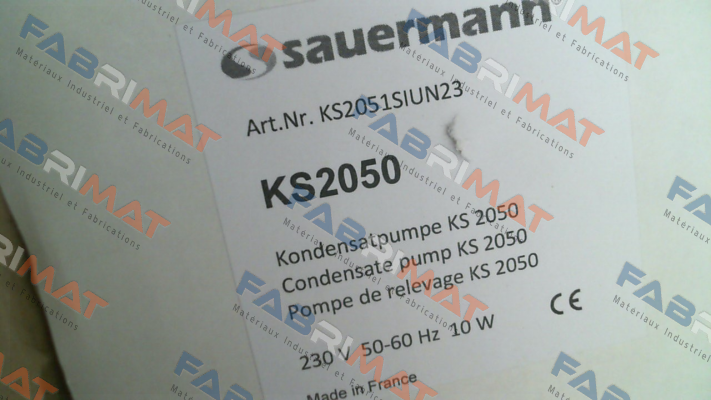 sauermann
Art.Nr. KS2051SIUN23
KS2050
Kondensatpumpe KS 2050
Condensate pump KS 2050
Pompe de relevage KS 2050
CE
230 V 50-60 Hz 10 W
Made in France
FABRIMAT
Materiaux Industriel et Fabrications